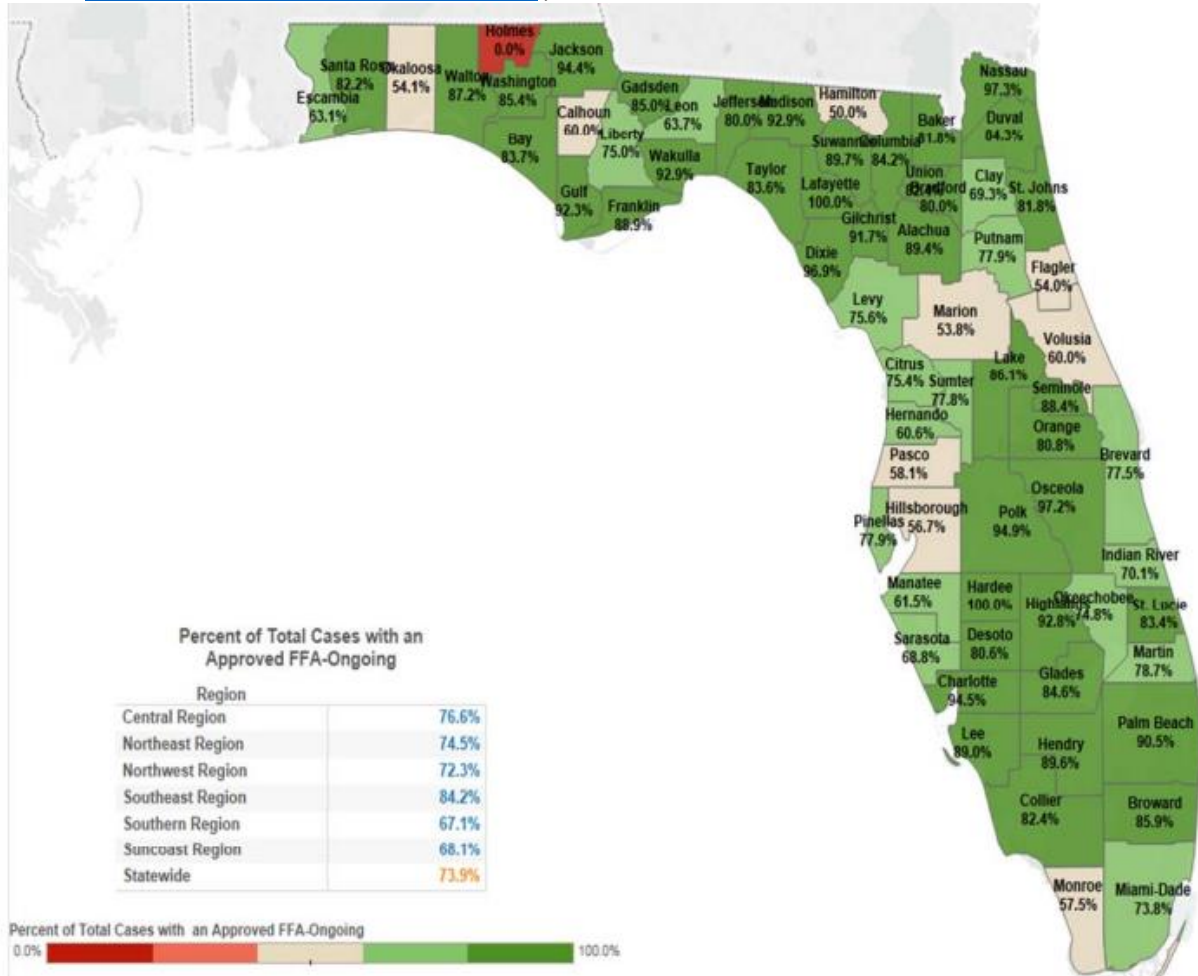 Holmes
0.0%
Jackson
94.4%
Santa Rosa
82.2%
Okaloosa
54.1%
Walton
87.2%
Washington
85.4%
Escambia
63.1%
Calhoun
60.0%
Gadsden
85.0%
Leon
63.7%
Liberty
75.0%
Bay
83.7%
Wakulla
92.9%
Gulf
92.3%
Franklin
88.9%
Jefferson
80.0%
Madison
92.9%
Hamilton
50.0%
Taylor
83.6%
Suwannee
89.7%
Columbia
84.2%
Lafayette
100.0%
Baker
81.8%
Nassau
97.3%
Duval
84.3%
Union
Bradford
80.0%
Clay
69.3%
St. Johns
81.8%
Gilchrist
91.7%
Alachua
89.4%
Putnam
77.9%
Dixie
96.9%
Flagler
54.0%
Levy
75.6%
Marion
53.8%
Volusia
60.0%
Lake
86.1%
Citrus
75.4%
Sumter
77.8%
Seminole
88.4%
Hernando
60.6%
Orange
80.8%
Pasco
58.1%
Brevard
77.5%
Osceola
97.2%
Hillsborough
56.7%
Polk
94.9%
Pinellas
77.9%
Indian River
70.1%
Manatee
61.5%
Hardee
100.0%
Highlands
92.8%
Okeechobee
74.8%
St. Lucie
83.4%
Sarasota
68.8%
Desoto
80.6%
Martin
78.7%
Charlotte
94.5%
Glades
84.6%
Palm Beach
90.5%
Lee
89.0%
Hendry
89.6%
Collier
82.4%
Broward
85.9%
Monroe
57.5%
Miami-Dade
73.8%
Percent of Total Cases with an
Approved FFA-Ongoing
Region
Central Region 76.6%
Northeast Region 74.5%
Northwest Region 72.3%
Southeast Region 84.2%
Southern Region 67.1%
Suncoast Region 68.1%
Statewide 73.9%
Percent of Total Cases with an Approved FFA-Ongoing
0.0% 100.0%